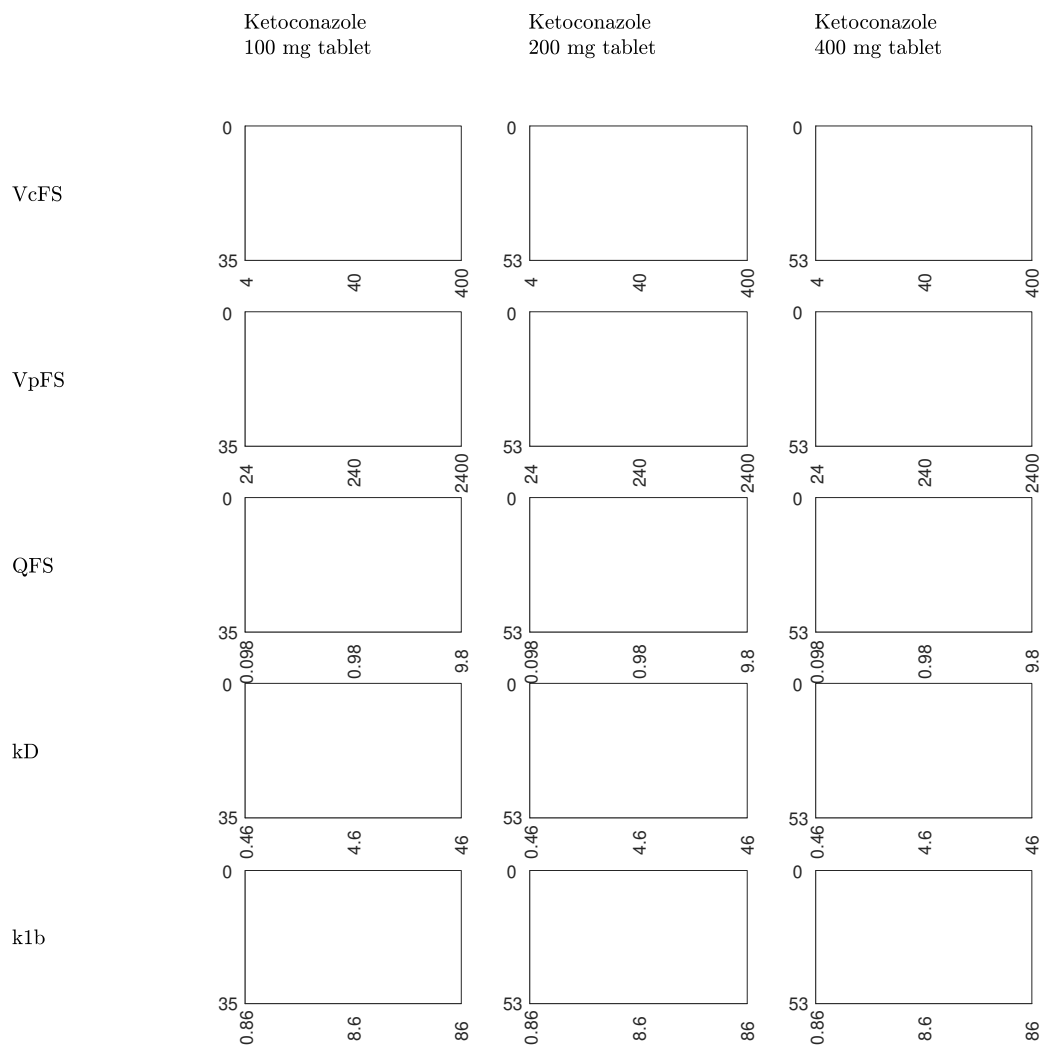 Ketoconazole Ketoconazole Ketoconazole
100 mg tablet 200 mg tablet 400 mg tablet
0 0 0
VcFS
35 53 53
4 40 400 4 40 400 4 40 400
0 0 0
VpFS
35 53 53
24 240 2400 24 240 2400 24 240 2400
0 0 0
QFS
35 53 53
0.098 0.98 9.8 0.098 0.98 9.8 0.098 0.98 9.8
0 0 0
kD
35 53 53
0.46 4.6 46 0.46 4.6 46 0.46 4.6 46
0 0 0
k1b
35 53 53
0.86 8.6 86 0.86 8.6 86 0.86 8.6 86